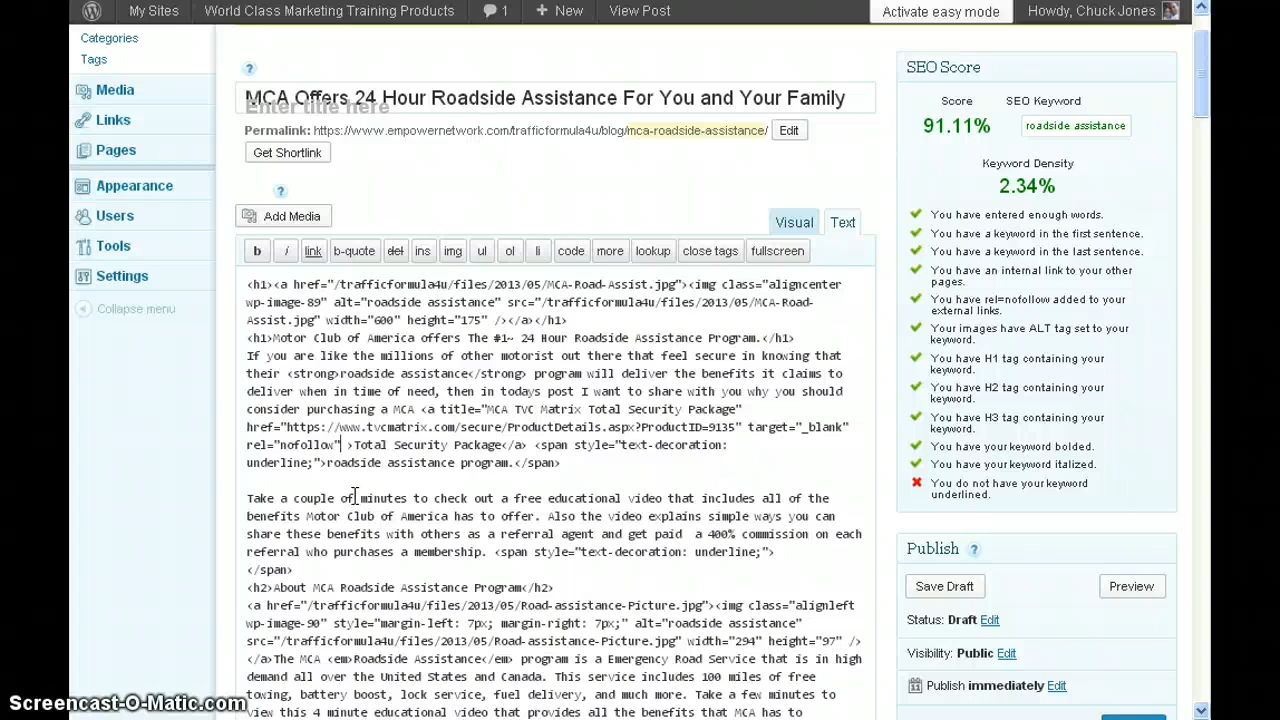 My Sites World Class Marketing Training Products 1 New View Post Activate easy mode Howdy, Chuck Jones
Categories
Tags
Media
Links
Pages
Appearance
Users
Tools
Settings
Collapse menu
?
Enter title here
MCA Offers 24 Hour Roadside Assistance For You and Your Family
Permalink: https://www.empowernetwork.com/trafficformula4u/blog/mca-roadside-assistance/ Edit
Get Shortlink
?
Add Media
Visual Text
b i link b-quote del ins img ul ol li code more lookup close tags fullscreen
<h1><a href="/trafficformula4u/files/2013/05/MCA-Road-Assist.jpg"><img class="aligncenter
wp-image-89" alt="roadside assistance" src="/trafficformula4u/files/2013/05/MCA-Road-
Assist.jpg" width="600" height="175" /></a></h1>
<h1>Motor Club of America offers The #1~ 24 Hour Roadside Assistance Program.</h1>
If you are like the millions of other motorist out there that feel secure in knowing that
their <strong>roadside assistance</strong> program will deliver the benefits it claims to
deliver when in time of need, then in todays post I want to share with you why you should
consider purchasing a MCA <a title="MCA TVC Matrix Total Security Package"
href="https://www.tvcmatrix.com/secure/ProductDetails.aspx?ProductID=9135" target="_blank"
rel="nofollow" >Total Security Package</a> <span style="text-decoration:
underline;">roadside assistance program.</span>
Take a couple of minutes to check out a free educational video that includes all of the
benefits Motor Club of America has to offer. Also the video explains simple ways you can
share these benefits with others as a referral agent and get paid  a 400% commission on each
referral who purchases a membership. <span style="text-decoration: underline;">
</span>
<h2>About MCA Roadside Assistance Program</h2>
<a href="/trafficformula4u/files/2013/05/Road-assistance-Picture.jpg"><img class="alignleft
wp-image-90" style="margin-left: 7px; margin-right: 7px;" alt="roadside assistance"
src="/trafficformula4u/files/2013/05/Road-assistance-Picture.jpg" width="294" height="97" />
</a>The MCA <em>Roadside Assistance</em> program is a Emergency Road Service that is in high
demand all over the United States and Canada. This service includes 100 miles of free
towing, battery boost, lock service, fuel delivery, and much more. Take a few minutes to
view this 4 minute educational video that provides all the benefits that MCA has to
SEO Score
Score SEO Keyword
91.11% roadside assistance
Keyword Density
2.34%
You have entered enough words.
You have a keyword in the first sentence.
You have a keyword in the last sentence.
You have an internal link to your other
pages.
You have rel=nofollow added to your
external links.
Your images have ALT tag set to your
keyword.
You have H1 tag containing your
keyword.
You have H2 tag containing your
keyword.
You have H3 tag containing your
keyword.
You have your keyword bolded.
You have your keyword italized.
You do not have your keyword
underlined.
Publish ?
Save Draft Preview
Status: Draft Edit
Visibility: Public Edit
Publish immediately Edit
Screencast-O-Matic.com